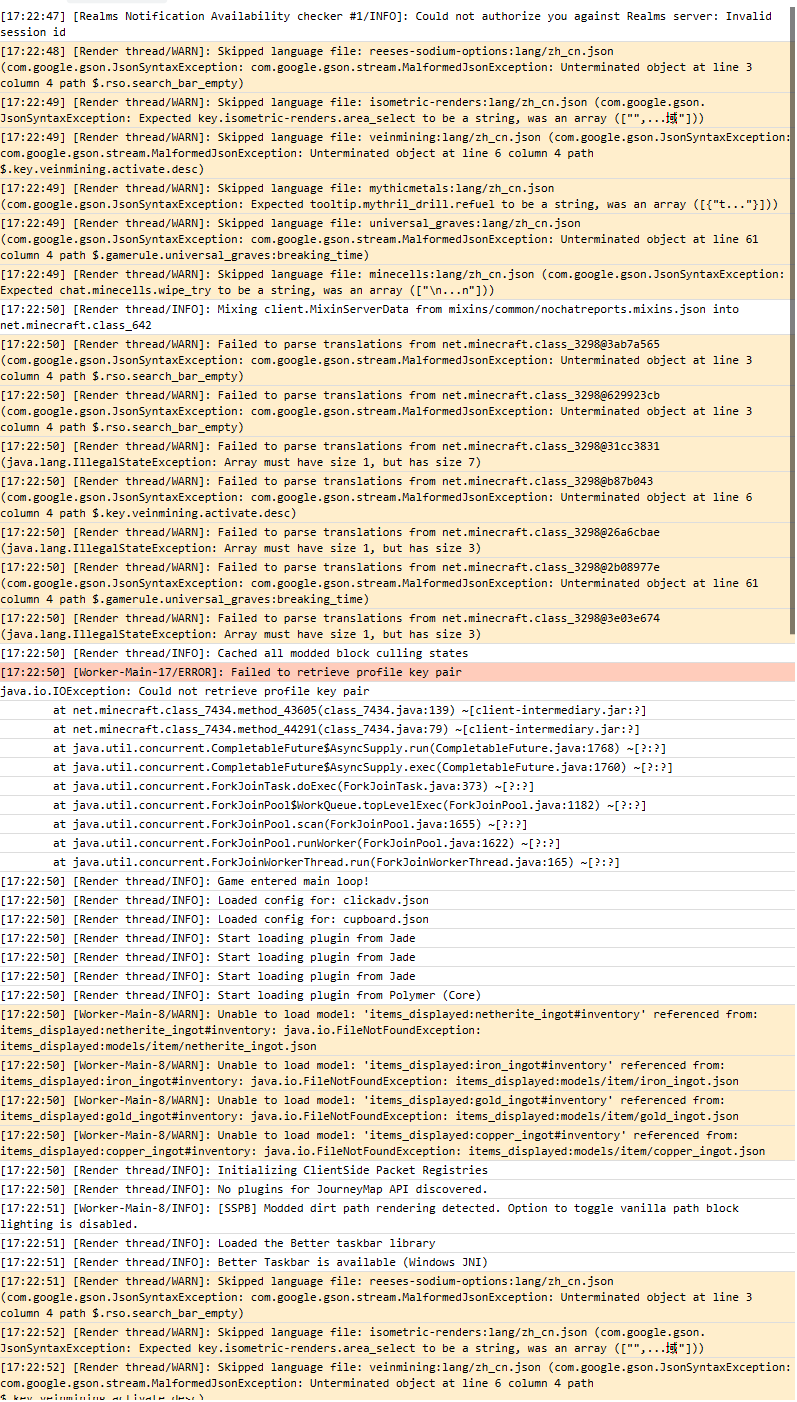 [17:22:47] [Realms Notification Availability checker #1/INFO]: Could not authorize you against Realms server: Invalid
session id
[17:22:48] [Render thread/WARN]: Skipped language file: reeses-sodium-options:lang/zh_cn.json
(com.google.gson.JsonSyntaxException: com.google.gson.stream.MalformedJsonException: Unterminated object at line 3
column 4 path $.rso.search_bar_empty)
[17:22:49] [Render thread/WARN]: Skipped language file: isometric-renders:lang/zh_cn.json (com.google.gson.
JsonSyntaxException: Expected key.isometric-renders.area_select to be a string, was an array (["",...域"]))
[17:22:49] [Render thread/WARN]: Skipped language file: veinmining:lang/zh_cn.json (com.google.gson.JsonSyntaxException:
com.google.gson.stream.MalformedJsonException: Unterminated object at line 6 column 4 path
$.key.veinmining.activate.desc)
[17:22:49] [Render thread/WARN]: Skipped language file: mythicmetals:lang/zh_cn.json
(com.google.gson.JsonSyntaxException: Expected tooltip.mythril_drill.refuel to be a string, was an array ([{"t..."}]))
[17:22:49] [Render thread/WARN]: Skipped language file: universal_graves:lang/zh_cn.json
(com.google.gson.JsonSyntaxException: com.google.gson.stream.MalformedJsonException: Unterminated object at line 61
column 4 path $.gamerule.universal_graves:breaking_time)
[17:22:49] [Render thread/WARN]: Skipped language file: minecells:lang/zh_cn.json (com.google.gson.JsonSyntaxException:
Expected chat.minecells.wipe_try to be a string, was an array (["\n...n"]))
[17:22:50] [Render thread/INFO]: Mixing client.MixinServerData from mixins/common/nochatreports.mixins.json into
net.minecraft.class_642
[17:22:50] [Render thread/WARN]: Failed to parse translations from net.minecraft.class_3298@3ab7a565
(com.google.gson.JsonSyntaxException: com.google.gson.stream.MalformedJsonException: Unterminated object at line 3
column 4 path $.rso.search_bar_empty)
[17:22:50] [Render thread/WARN]: Failed to parse translations from net.minecraft.class_3298@629923cb
(com.google.gson.JsonSyntaxException: com.google.gson.stream.MalformedJsonException: Unterminated object at line 3
column 4 path $.rso.search_bar_empty)
[17:22:50] [Render thread/WARN]: Failed to parse translations from net.minecraft.class_3298@31cc3831
(java.lang.IllegalStateException: Array must have size 1, but has size 7)
[17:22:50] [Render thread/WARN]: Failed to parse translations from net.minecraft.class_3298@b87b043
(com.google.gson.JsonSyntaxException: com.google.gson.stream.MalformedJsonException: Unterminated object at line 6
column 4 path $.key.veinmining.activate.desc)
[17:22:50] [Render thread/WARN]: Failed to parse translations from net.minecraft.class_3298@26a6cbae
(java.lang.IllegalStateException: Array must have size 1, but has size 3)
[17:22:50] [Render thread/WARN]: Failed to parse translations from net.minecraft.class_3298@2b08977e
(com.google.gson.JsonSyntaxException: com.google.gson.stream.MalformedJsonException: Unterminated object at line 61
column 4 path $.gamerule.universal_graves:breaking_time)
[17:22:50] [Render thread/WARN]: Failed to parse translations from net.minecraft.class_3298@3e03e674
(java.lang.IllegalStateException: Array must have size 1, but has size 3)
[17:22:50] [Render thread/INFO]: Cached all modded block culling states
[17:22:50] [Worker-Main-17/ERROR]: Failed to retrieve profile key pair
java.io.IOException: Could not retrieve profile key pair
at net.minecraft.class_7434.method_43605(class_7434.java:139) ~[client-intermediary.jar:?]
at net.minecraft.class_7434.method_44291(class_7434.java:79) ~[client-intermediary.jar:?]
at java.util.concurrent.CompletableFuture$AsyncSupply.run(CompletableFuture.java:1768) ~[?:?]
at java.util.concurrent.CompletableFuture$AsyncSupply.exec(CompletableFuture.java:1760) ~[?:?]
at java.util.concurrent.ForkJoinTask.doExec(ForkJoinTask.java:373) ~[?:?]
at java.util.concurrent.ForkJoinPool$WorkQueue.topLevelExec(ForkJoinPool.java:1182) ~[?:?]
at java.util.concurrent.ForkJoinPool.scan(ForkJoinPool.java:1655) ~[?:?]
at java.util.concurrent.ForkJoinPool.runWorker(ForkJoinPool.java:1622) ~[?:?]
at java.util.concurrent.ForkJoinWorkerThread.run(ForkJoinWorkerThread.java:165) ~[?:?]
[17:22:50] [Render thread/INFO]: Game entered main loop!
[17:22:50] [Render thread/INFO]: Loaded config for: clickadv.json
[17:22:50] [Render thread/INFO]: Loaded config for: cupboard.json
[17:22:50] [Render thread/INFO]: Start loading plugin from Jade
[17:22:50] [Render thread/INFO]: Start loading plugin from Jade
[17:22:50] [Render thread/INFO]: Start loading plugin from Jade
[17:22:50] [Render thread/INFO]: Start loading plugin from Polymer (Core)
[17:22:50] [Worker-Main-8/WARN]: Unable to load model: 'items_displayed:netherite_ingot#inventory' referenced from:
items_displayed:netherite_ingot#inventory: java.io.FileNotFoundException:
items_displayed:models/item/netherite_ingot.json
[17:22:50] [Worker-Main-8/WARN]: Unable to load model: 'items_displayed:iron_ingot#inventory' referenced from:
items_displayed:iron_ingot#inventory: java.io.FileNotFoundException: items_displayed:models/item/iron_ingot.json
[17:22:50] [Worker-Main-8/WARN]: Unable to load model: 'items_displayed:gold_ingot#inventory' referenced from:
items_displayed:gold_ingot#inventory: java.io.FileNotFoundException: items_displayed:models/item/gold_ingot.json
[17:22:50] [Worker-Main-8/WARN]: Unable to load model: 'items_displayed:copper_ingot#inventory' referenced from:
items_displayed:copper_ingot#inventory: java.io.FileNotFoundException: items_displayed:models/item/copper_ingot.json
[17:22:50] [Render thread/INFO]: Initializing ClientSide Packet Registries
[17:22:50] [Render thread/INFO]: No plugins for JourneyMap API discovered.
[17:22:51] [Worker-Main-8/INFO]: [SSPB] Modded dirt path rendering detected. Option to toggle vanilla path block
lighting is disabled.
[17:22:51] [Render thread/INFO]: Loaded the Better taskbar library
[17:22:51] [Render thread/INFO]: Better Taskbar is available (Windows JNI)
[17:22:51] [Render thread/WARN]: Skipped language file: reeses-sodium-options:lang/zh_cn.json
(com.google.gson.JsonSyntaxException: com.google.gson.stream.MalformedJsonException: Unterminated object at line 3
column 4 path $.rso.search_bar_empty)
[17:22:52] [Render thread/WARN]: Skipped language file: isometric-renders:lang/zh_cn.json (com.google.gson.
JsonSyntaxException: Expected key.isometric-renders.area_select to be a string, was an array (["",...域"]))
[17:22:52] [Render thread/WARN]: Skipped language file: veinmining:lang/zh_cn.json (com.google.gson.JsonSyntaxException:
com.google.gson.stream.MalformedJsonException: Unterminated object at line 6 column 4 path
$.key.veinmining.activate.desc)